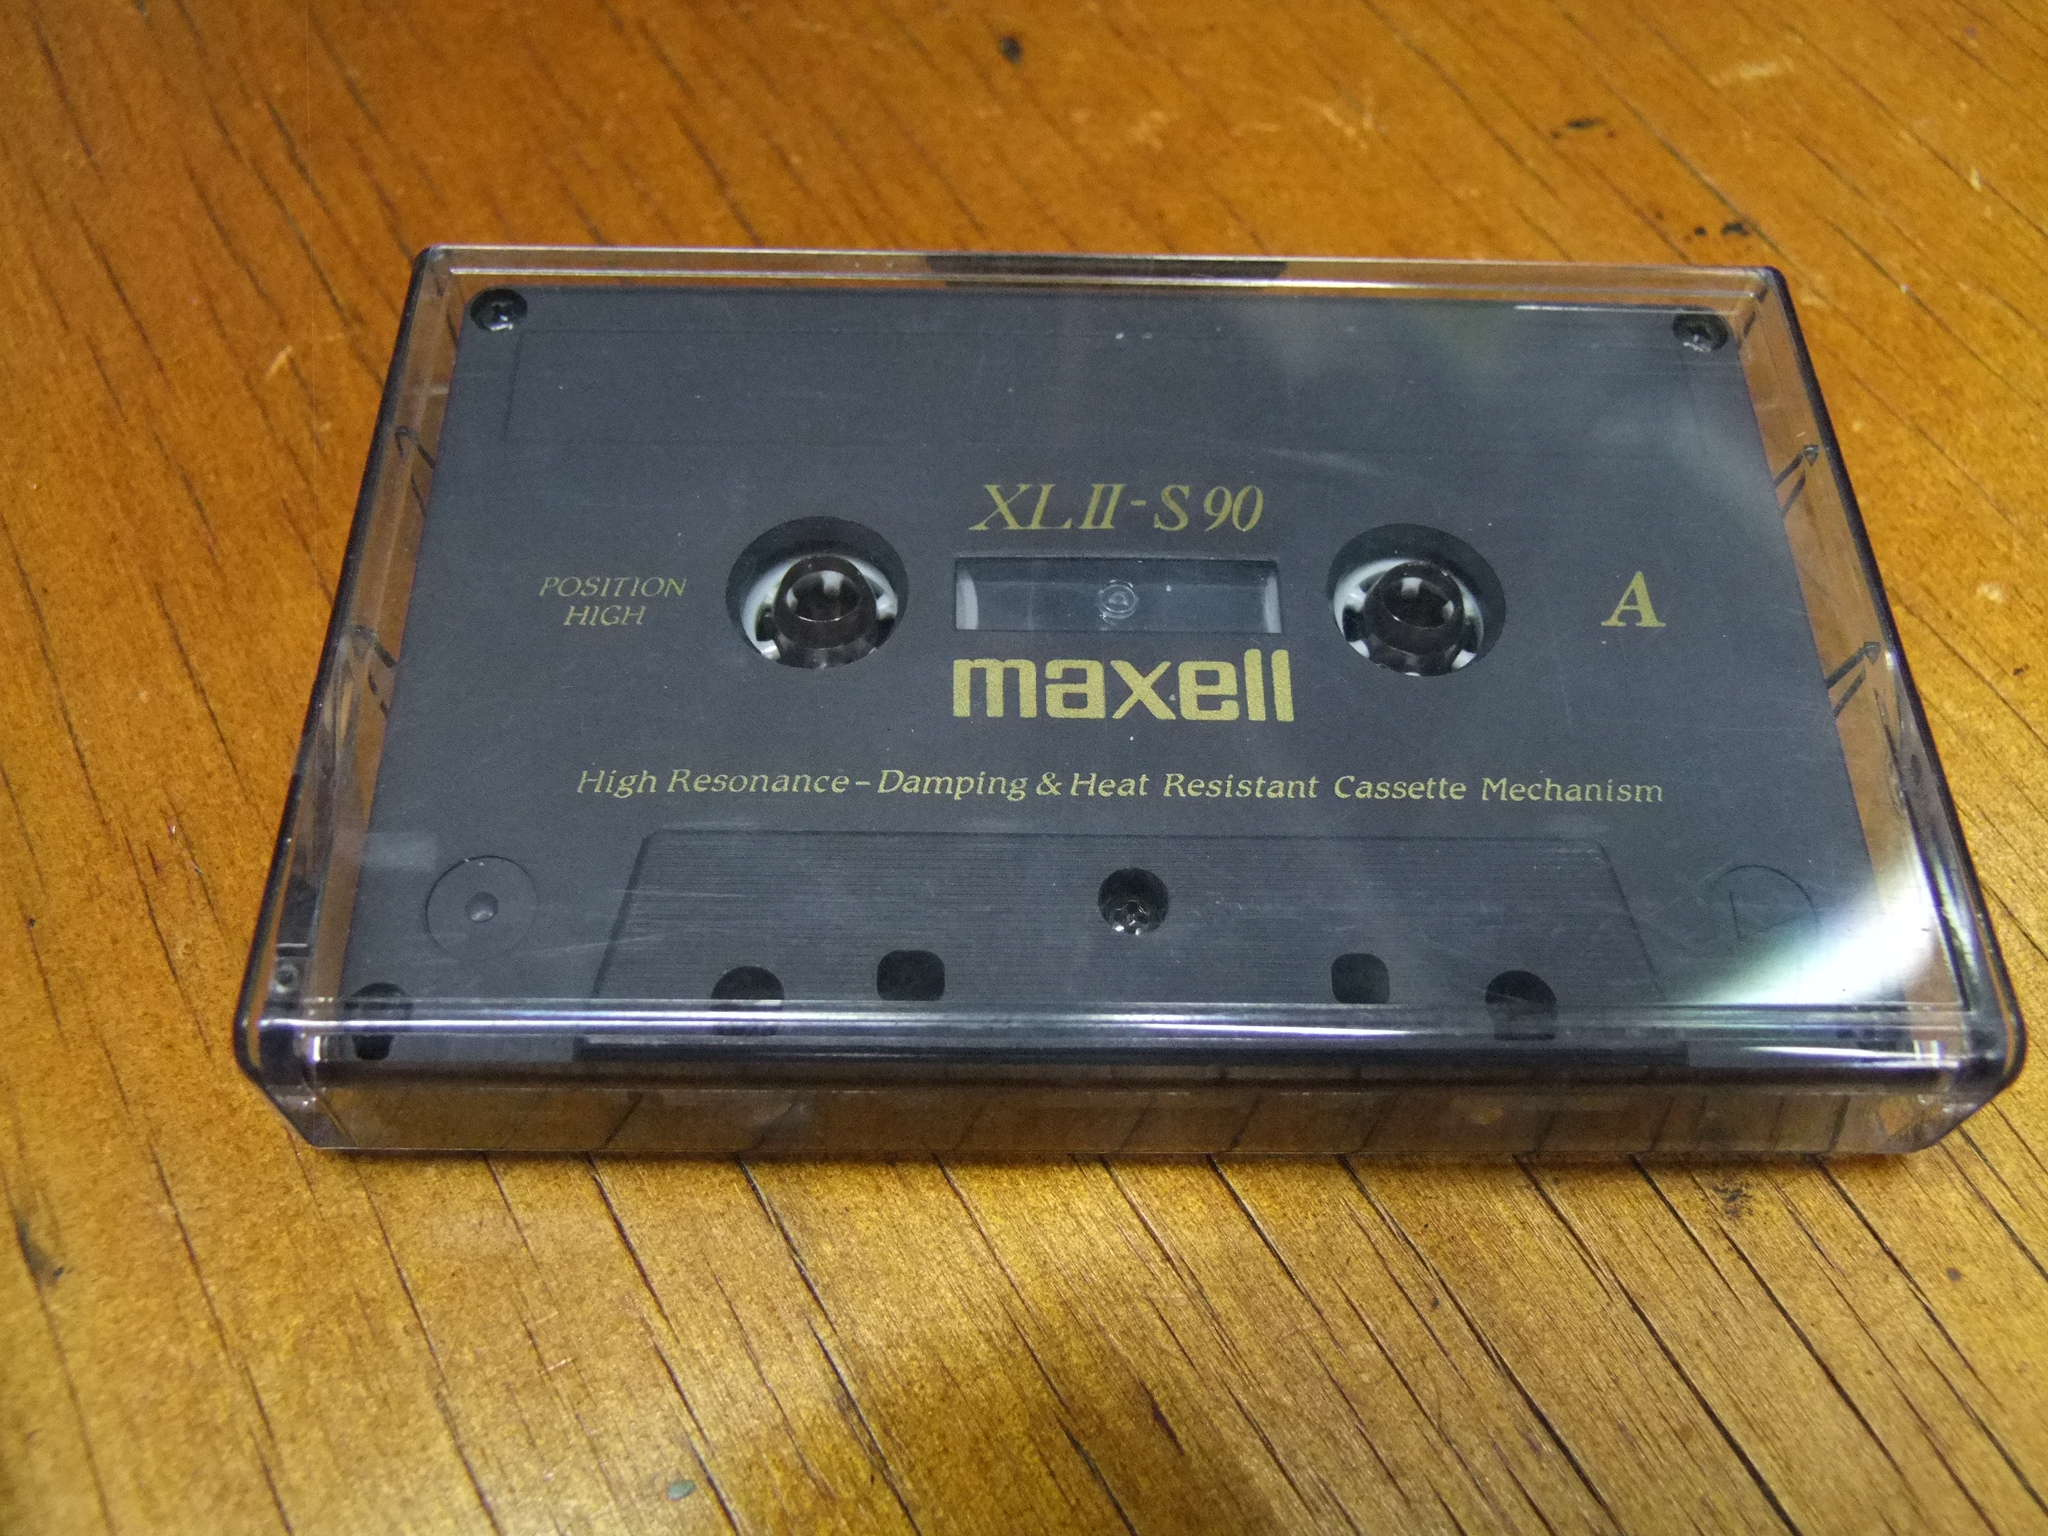 XLII-S 90
POSITION
HIGH
A
maxell
High Resonance-Damping & Heat Resistant Cassette Mechanism